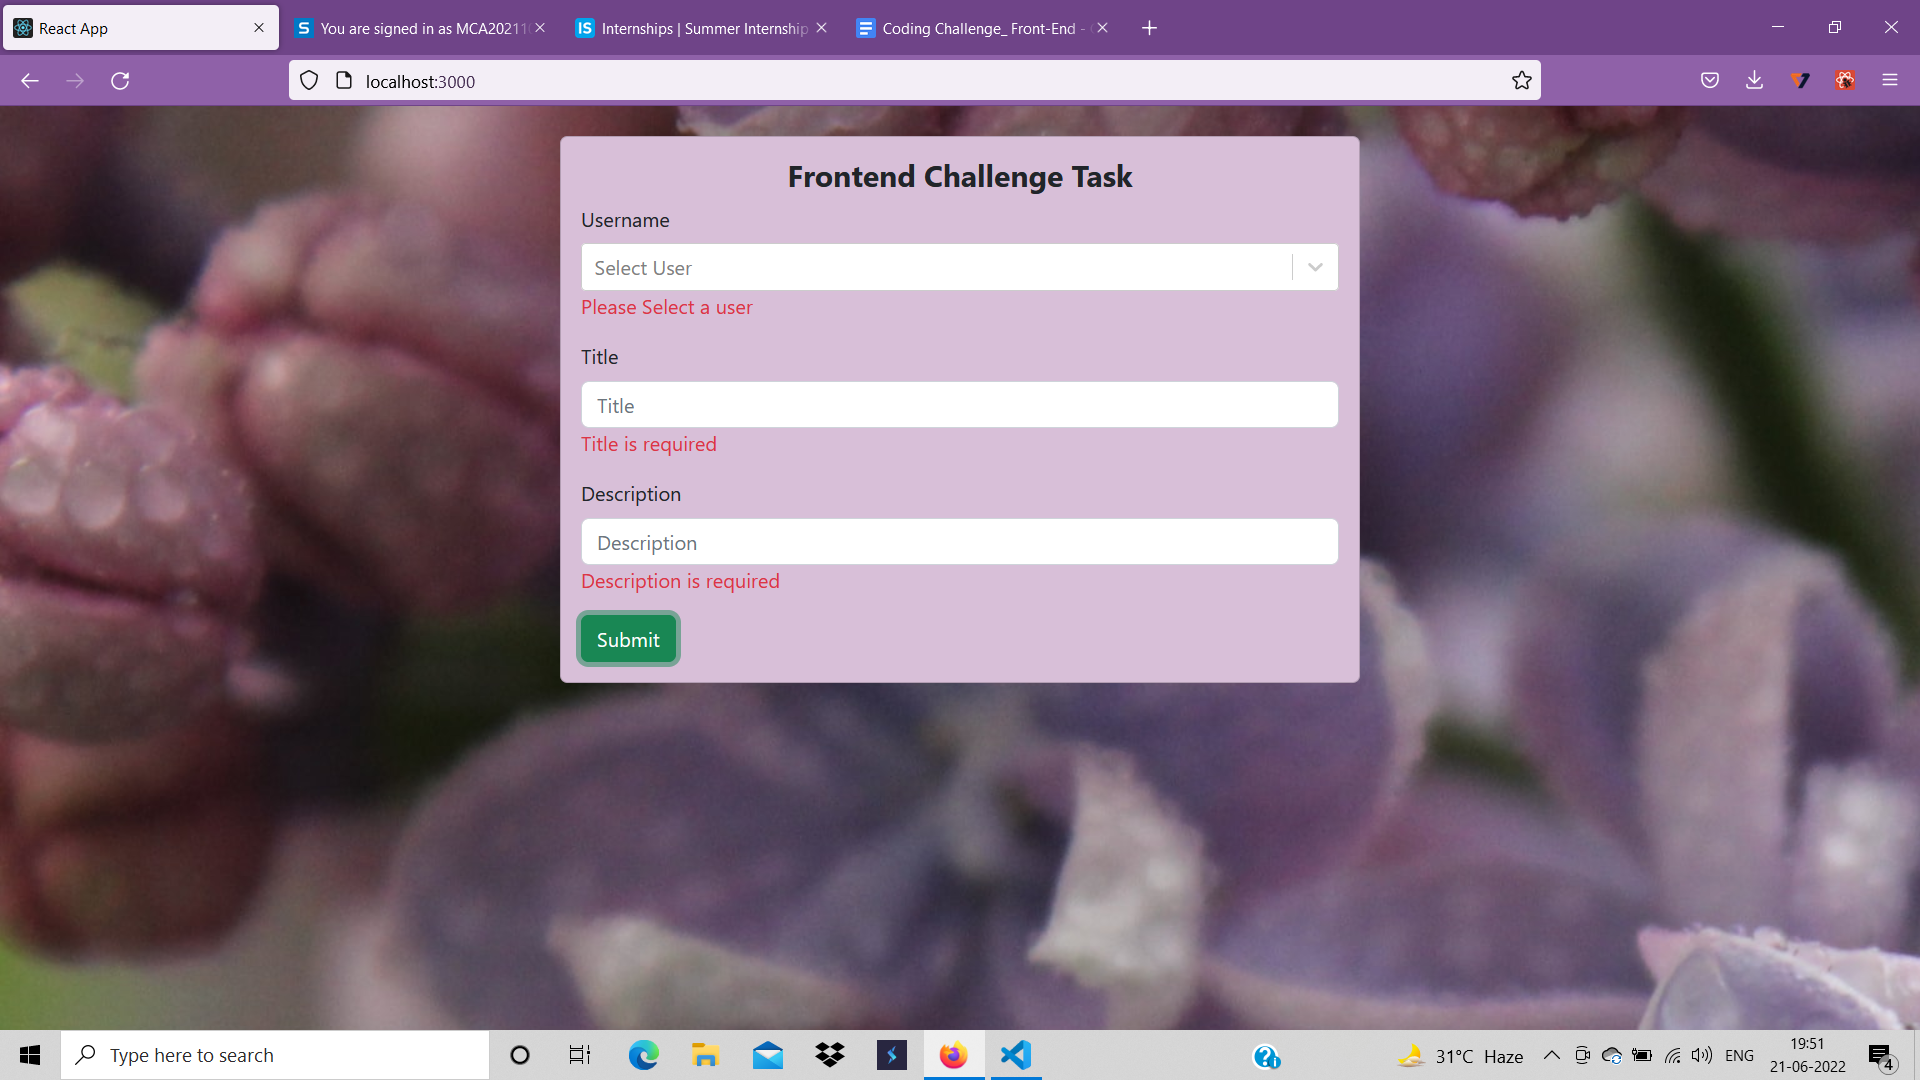 React App
You are signed in as MCA20211
Internships | Summer Internship
Coding Challenge_ Front-End -
localhost:3000
Frontend Challenge Task
Username
Select User
Please Select a user
Title
Title
Title is required
Description
Description
Description is required
Submit
Type here to search
31°C Haze
ENG
19:51
21-06-2022
4